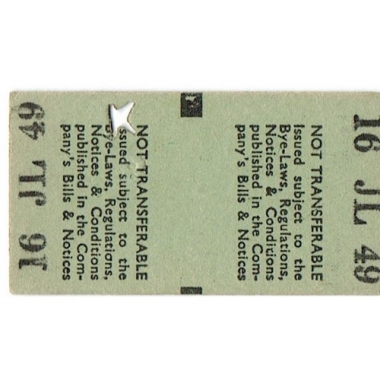 16 JL 49
NOT TRANSFERABLE
Issued subject to the
Bye-Laws, Regulations,
Notices & Conditions
published in the Com-
pany's Bills & Notices
NOT TRANSFERABLE
ssued subject to the
Bye-Laws, Regulations,
Notices & Conditions
published in the Com-
pany's Bills & Notices
16 JL 49